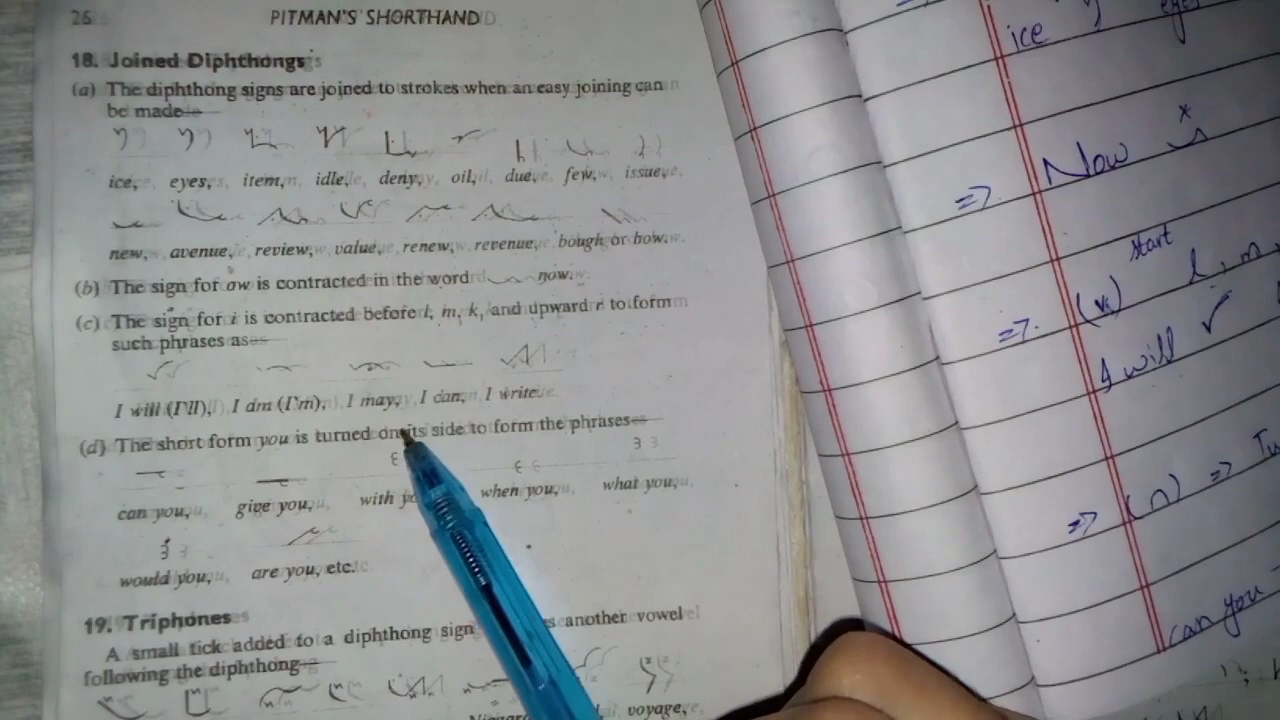 26 PITMAN'S SHORTHAND
18. Joined Diphthongs
(a) The diphthong signs are joined to strokes when an easy joining can
be made—
ice, eyes, item, idle, deny, oil, due, few, issue,
new, avenue, review, value, renew, revenue, bough or bow.
(b) The sign for ow is contracted in the word now.
(c) The sign for i is contracted before l, m, k, and upward r to form
such phrases as—
I will (I'll), I am (I'm), I may, I can, I write.
(d) The short form you is turned on its side to form the phrases—
can you, give you, with when you, what you,
would you, are you, etc.
19. Triphones
A small tick added to a diphthong sign another vowel
following the diphthong—
voyage,
ice
=> Now
start
=> l, m,
I will
=> (n) =>
can you